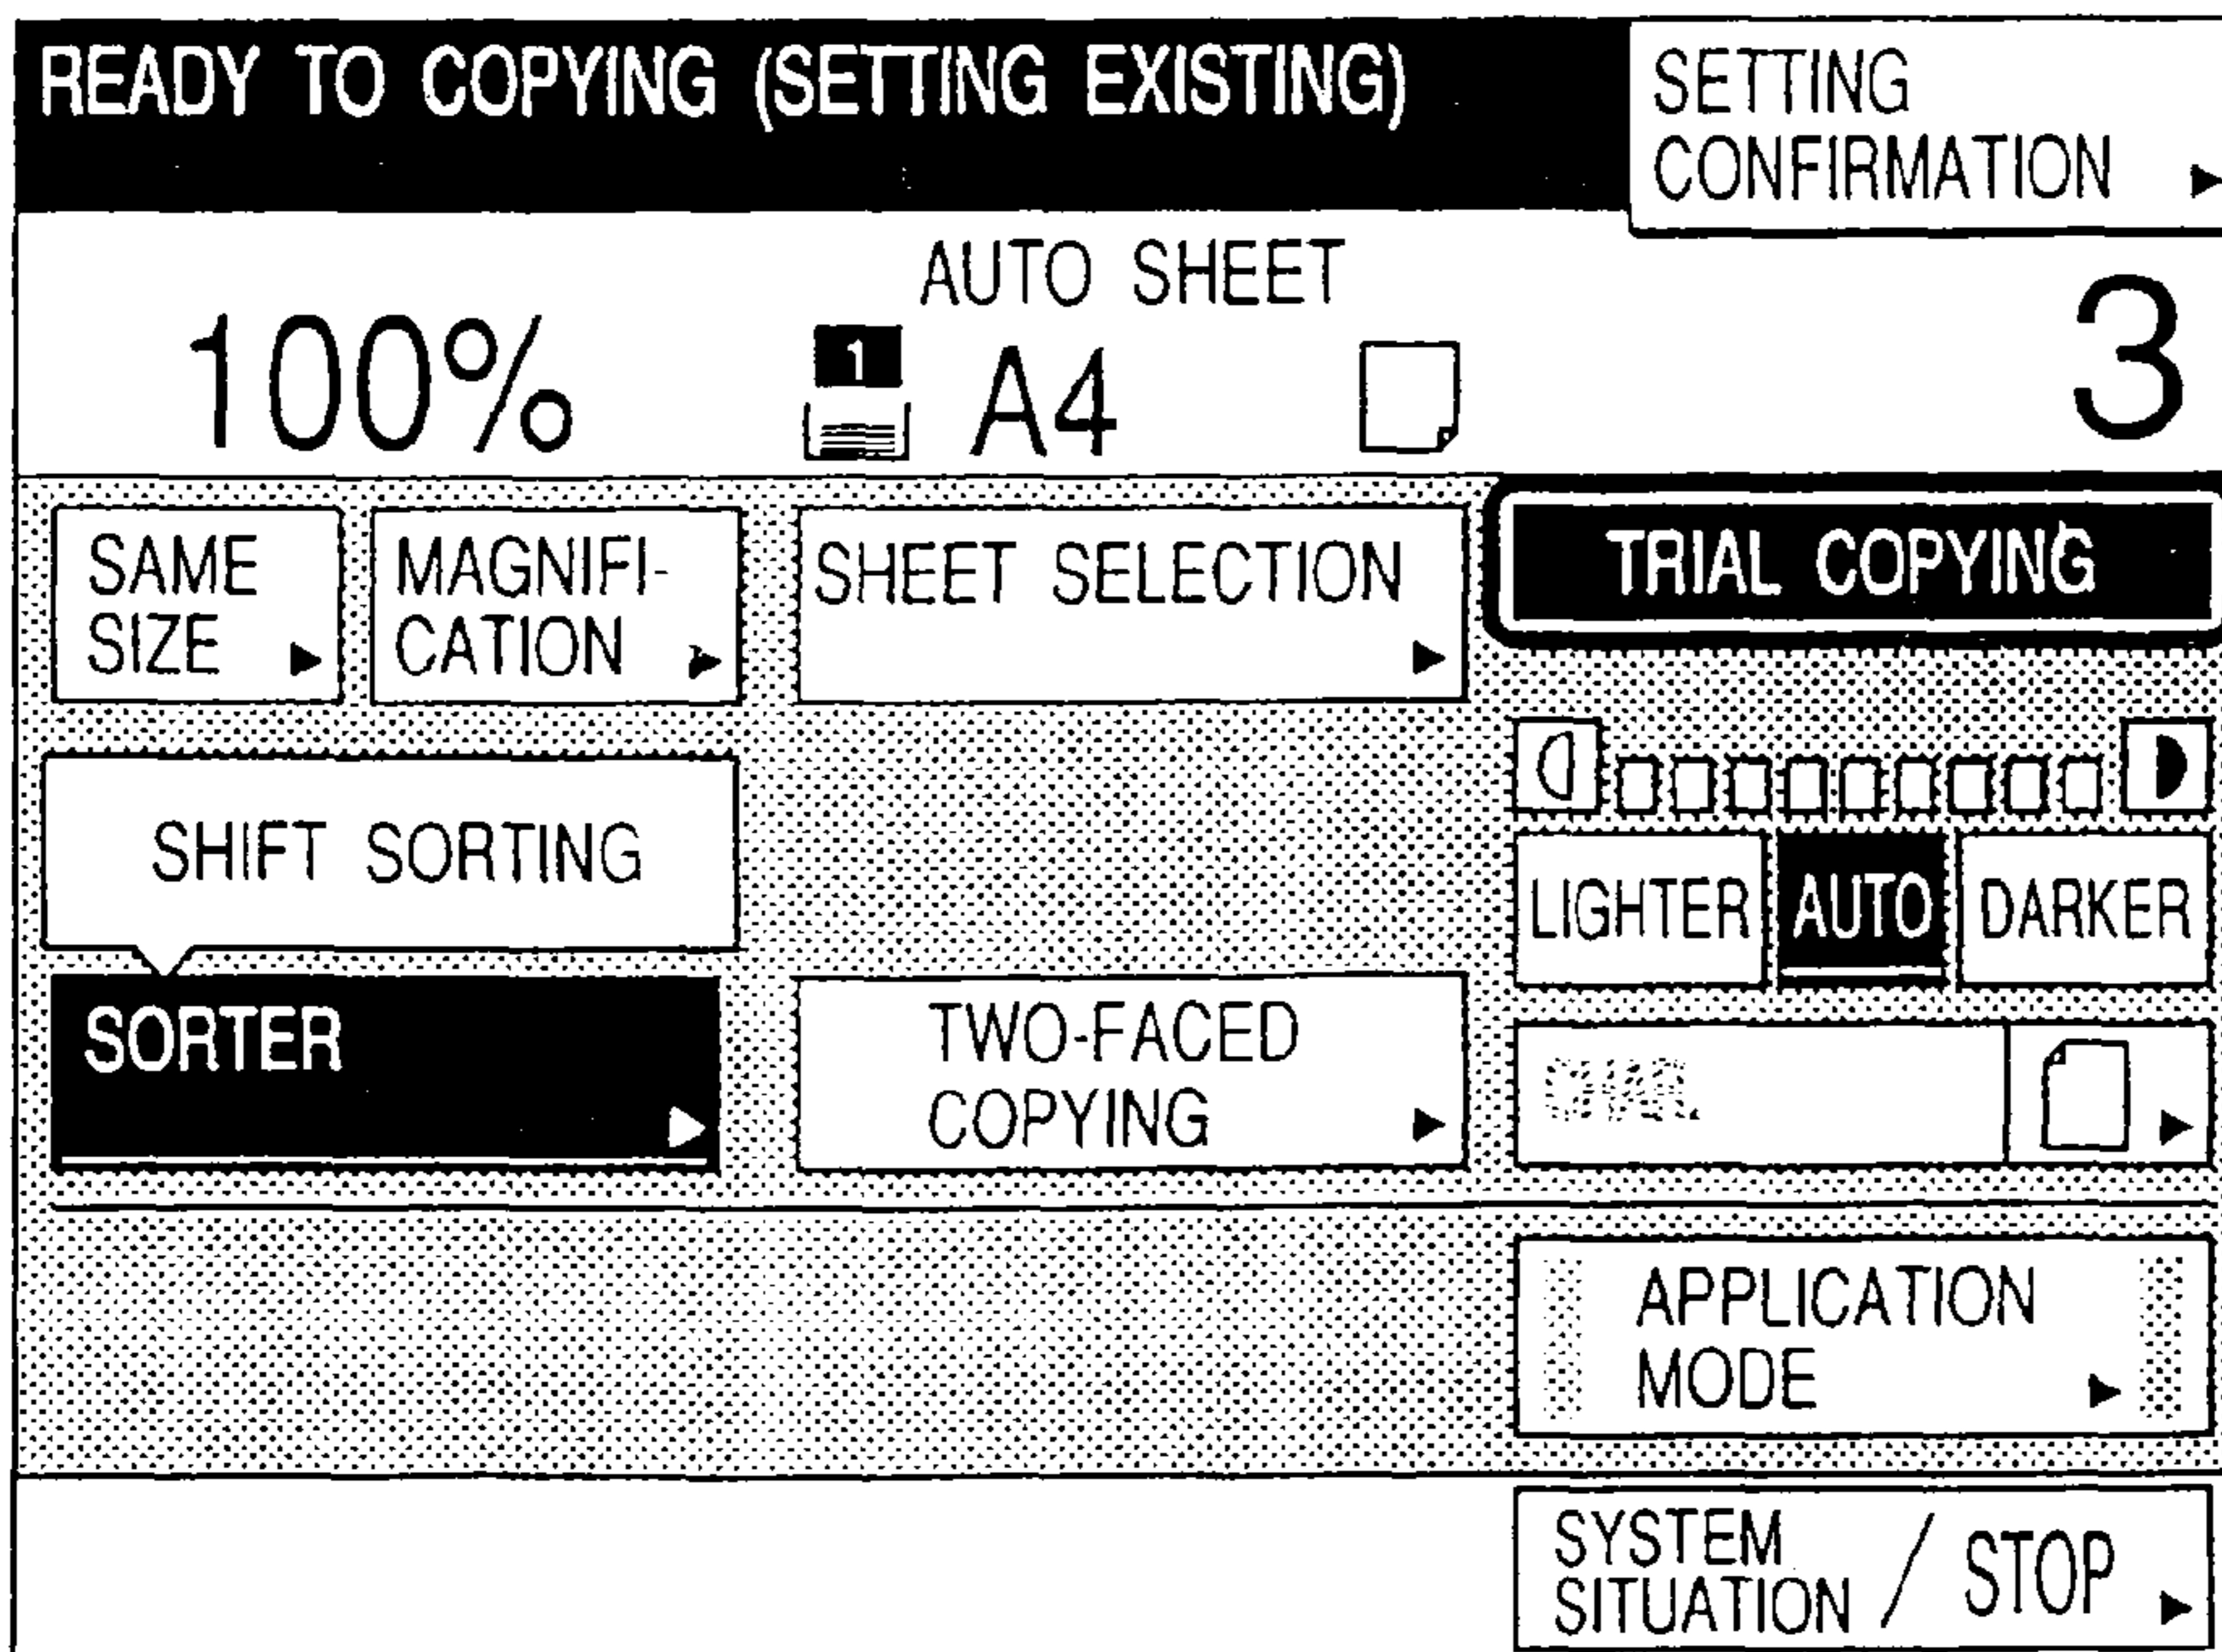 READY TO COPYING (SETTING EXISTING)
SETTING
CONFIRMATION
AUTO SHEET
100%
1
A4
3
SAME
SIZE
MAGNIFI-
CATION
SHEET SELECTION
TRIAL COPYING
SHIFT SORTING
LIGHTER
AUTO
DARKER
SORTER
TWO-FACED
COPYING
APPLICATION
MODE
SYSTEM
SITUATION / STOP